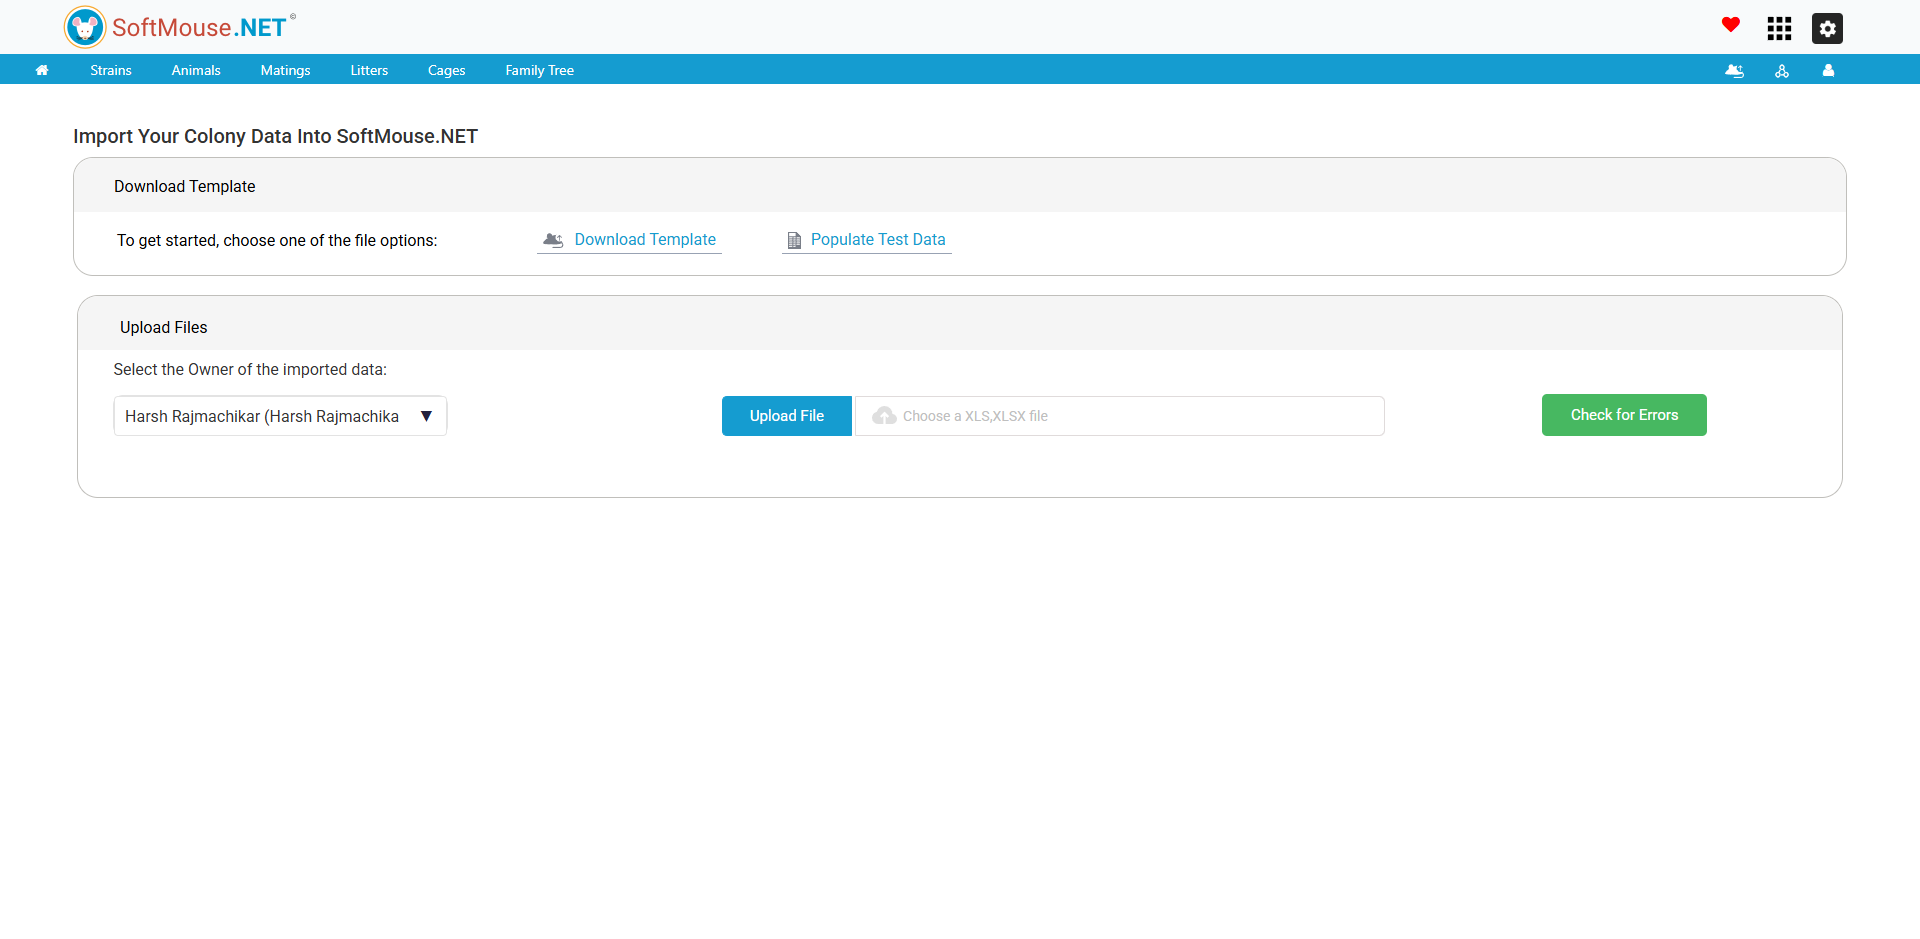 SoftMouse.NET ©
Strains Animals Matings Litters Cages Family Tree
Import Your Colony Data Into SoftMouse.NET
Download Template
To get started, choose one of the file options: Download Template Populate Test Data
Upload Files
Select the Owner of the imported data:
Harsh Rajmachikar (Harsh Rajmachika Upload File Choose a XLS,XLSX file Check for Errors